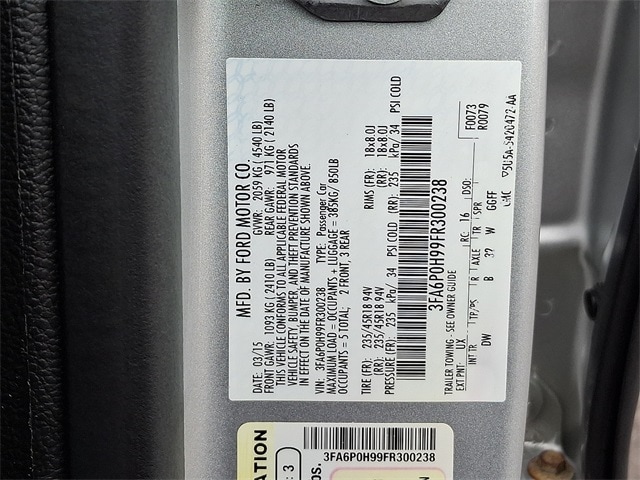 MFD. BY FORD MOTOR CO.
DATE: 03/15 GVWR: 2059 KG ( 4540 LB)
FRONT GAWR: 1093 KG ( 2410 LB) REAR GAWR: 971 KG ( 2140 LB)
THIS VEHICLE CONFORMS TO ALL APPLICABLE FEDERAL MOTOR
VEHICLE SAFETY, BUMPER, AND THEFT PREVENTION STANDARDS
IN EFFECT ON THE DATE OF MANUFACTURE SHOWN ABOVE.
VIN: 3FA6P0H99FR300238 TYPE: Passenger Car
MAXIMUM LOAD = OCCUPANTS + LUGGAGE = 385KG/ 850LB
OCCUPANTS = 5 TOTAL; 2 FRONT, 3 REAR
TIRE (FR): 235/45R18 94V RIMS (FR): 18x8.0J
(RR): 235/45R18 94V (RR): 18x8.0J
PRESSURE (FR): 235 kPa/ 34 PSI COLD (RR): 235 kPa/ 34 PSI COLD
3FA6P0H99FR300238
TRAILER TOWING - SEE OWNER GUIDE F0073
R0079
EXT PNT: UX RC: 16 DSO:
INT TR TP/PS R AXLE TR SPR
DW B 32 W GGFF
5U5A-5420472-AA
3FA6P0H99FR300238
: 3